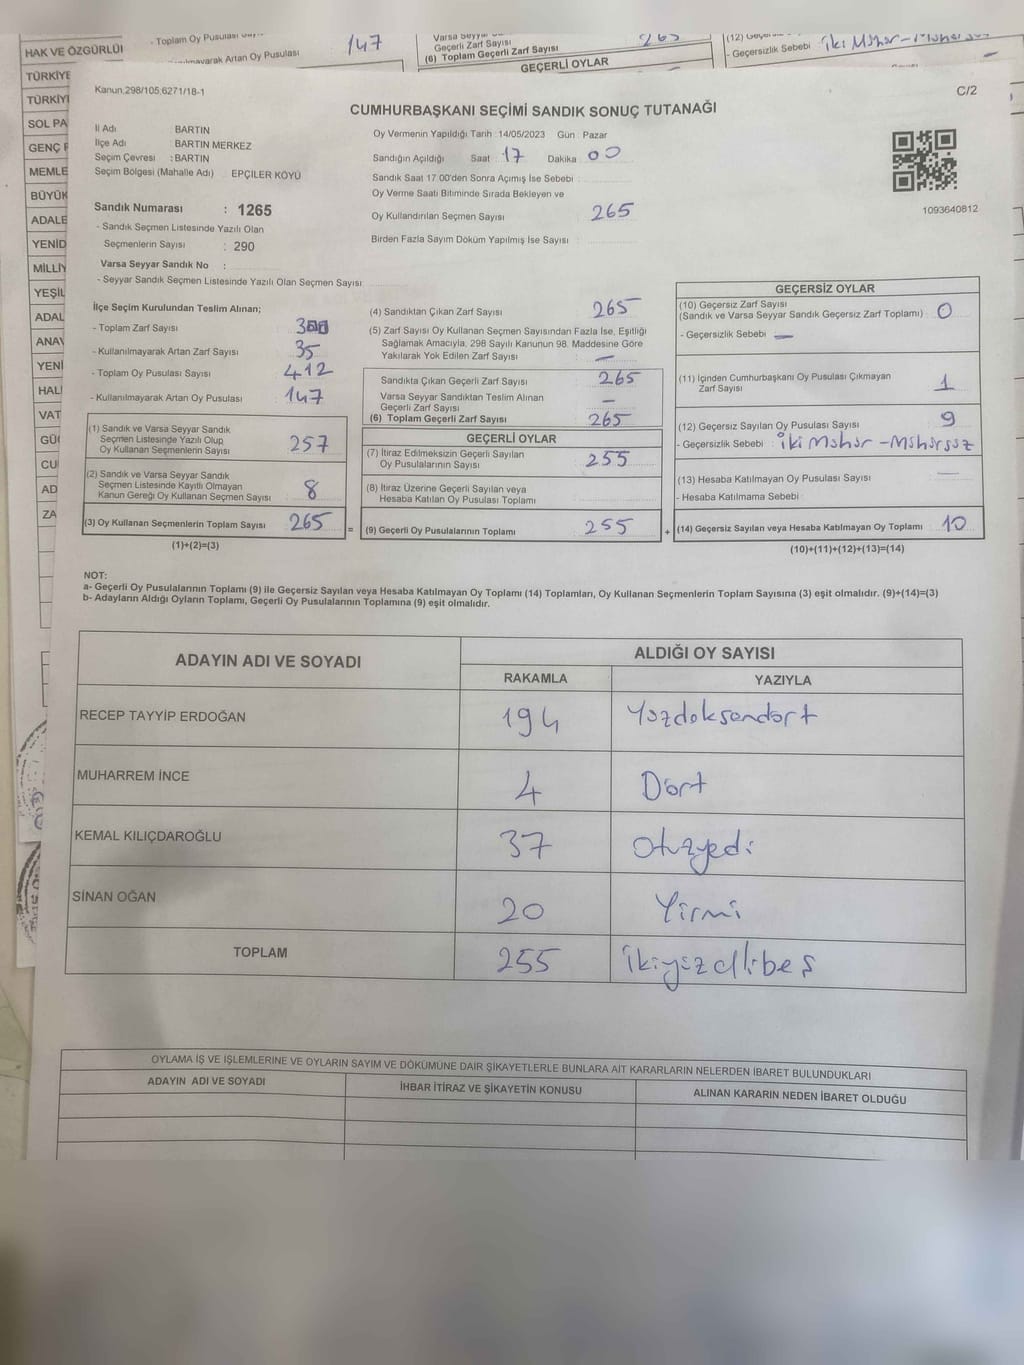 HAK VE ÖZGÜRLÜ
TÜRKİYE
TÜRKİY
SOL PA
GENÇ P
MEMLE
BÜYÜK
ADALE
YENİD
MİLLİY
YEŞİL
ADAL
ANAV
YENİ
HAL
VAT
GÜ
CU
AD
ZA
- Toplam Oy Pusulası 147
Artan Oy Pusulası
Geçerli Zarf Sayısı
(6) Toplam Geçerli Zarf Sayısı 265
GEÇERLİ OYLAR
(12)
- Geçersizlik Sebebi iki Mühür -
Kanun,298/105,6271/18-1
C/2
CUMHURBAŞKANI SEÇİMİ SANDIK SONUÇ TUTANAĞI
İl Adı BARTIN
İlçe Adı BARTIN MERKEZ
Seçim Çevresi : BARTIN
Seçim Bölgesi (Mahalle Adı) EPÇİLER KÖYÜ
Sandık Numarası : 1265
- Sandık Seçmen Listesinde Yazılı Olan
Seçmenlerin Sayısı : 290
Varsa Seyyar Sandık No :
- Seyyar Sandık Seçmen Listesinde Yazılı Olan Seçmen Sayısı
Oy Vermenin Yapıldığı Tarih :14/05/2023 Gün : Pazar
Sandığın Açıldığı Saat : 17 Dakika : 00
Sandık Saat 17:00'den Sonra Açımış İse Sebebi :
Oy Verme Saati Bitiminde Sırada Bekleyen ve
Oy Kullandırılan Seçmen Sayısı 265
Birden Fazla Sayım Döküm Yapılmış İse Sayısı :
1093640812
İlçe Seçim Kurulundan Teslim Alınan;
- Toplam Zarf Sayısı
- Kullanılmayarak Artan Zarf Sayısı 35
- Toplam Oy Pusulası Sayısı 412
- Kullanılmayarak Artan Oy Pusulası 147
(1) Sandık ve Varsa Seyyar Sandık
Seçmen Listesinde Yazılı Olup
Oy Kullanan Seçmenlerin Sayısı 257
(2) Sandık ve Varsa Seyyar Sandık
Seçmen Listesinde Kayıtlı Olmayan
Kanun Gereği Oy Kullanan Seçmen Sayısı 8
(3) Oy Kullanan Seçmenlerin Toplam Sayısı 265 =
(1)+(2)=(3)
(4) Sandıktan Çıkan Zarf Sayısı 265
(5) Zarf Sayısı Oy Kullanan Seçmen Sayısından Fazla İse, Eşitliği
Sağlamak Amacıyla, 298 Sayılı Kanunun 98. Maddesine Göre
Yakılarak Yok Edilen Zarf Sayısı —
Sandıkta Çıkan Geçerli Zarf Sayısı 265
Varsa Seyyar Sandıktan Teslim Alınan
Geçerli Zarf Sayısı —
(6) Toplam Geçerli Zarf Sayısı 265
GEÇERLİ OYLAR
(7) İtiraz Edilmeksizin Geçerli Sayılan
Oy Pusulalarının Sayısı 255
(8) İtiraz Üzerine Geçerli Sayılan veya
Hesaba Katılan Oy Pusulaları Toplamı
(9) Geçerli Oy Pusulalarının Toplamı 255 +
GEÇERSİZ OYLAR
(10) Geçersiz Zarf Sayısı
(Sandık ve Varsa Seyyar Sandık Geçersiz Zarf Toplamı) 0
- Geçersizlik Sebebi : —
(11) İçinden Cumhurbaşkanı Oy Pusulası Çıkmayan
Zarf Sayısı 1
(12) Geçersiz Sayılan Oy Pusulası Sayısı 9
- Geçersizlik Sebebi : iki Mühür - Mühürsüz
(13) Hesaba Katılmayan Oy Pusulası Sayısı —
- Hesaba Katılmama Sebebi
(14) Geçersiz Sayılan veya Hesaba Katılmayan Oy Toplamı 10
(10)+(11)+(12)+(13)=(14)
NOT:
a- Geçerli Oy Pusulalarının Toplamı (9) ile Geçersiz Sayılan veya Hesaba Katılmayan Oy Toplamı (14) Toplamları, Oy Kullanan Seçmenlerin Toplam Sayısına (3) eşit olmalıdır. (9)+(14)=(3)
b- Adayların Aldığı Oyların Toplamı, Geçerli Oy Pusulalarının Toplamına (9) eşit olmalıdır.
ADAYIN ADI VE SOYADI ALDIĞI OY SAYISI
RAKAMLA YAZIYLA
RECEP TAYYİP ERDOĞAN 194 Yüzdoksandört
MUHARREM İNCE 4 Dört
KEMAL KILIÇDAROĞLU 37 Otuzyedi
SİNAN OĞAN 20 Yirmi
TOPLAM 255 ikiyüzellibeş
OYLAMA İŞ VE İŞLEMLERİNE VE OYLARIN SAYIM VE DÖKÜMÜNE DAİR ŞİKAYETLERLE BUNLARA AİT KARARLARIN NELERDEN İBARET BULUNDUKLARI
ADAYIN ADI VE SOYADI İHBAR İTİRAZ VE ŞİKAYETİN KONUSU ALINAN KARARIN NEDEN İBARET OLDUĞU